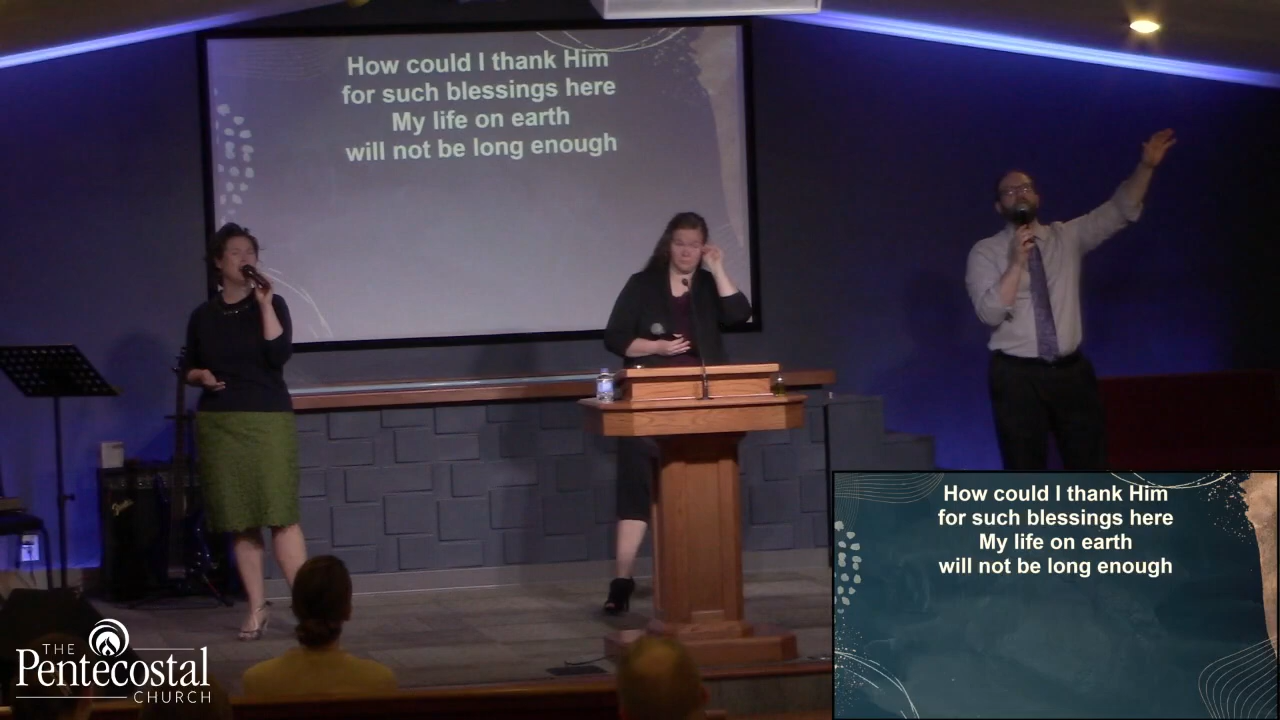 How could I thank Him
for such blessings here
My life on earth
will not be long enough
How could I thank Him
for such blessings here
My life on earth
will not be long enough
THE
Pentecostal
CHURCH